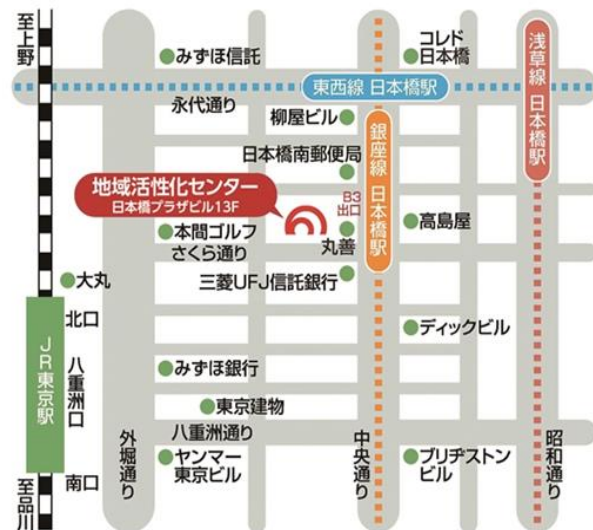 至上野
みずほ信託
コレド
日本橋
浅草線 日本橋駅
東西線 日本橋駅
永代通り
柳屋ビル
銀座線 日本橋駅
日本橋南郵便局
地域活性化センター
日本橋プラザビル13F
B3
出口
本間ゴルフ
さくら通り
丸善
高島屋
大丸
三菱UFJ信託銀行
北口
ディックビル
JR東京駅
八重洲口
みずほ銀行
東京建物
八重洲通り
外堀通り
中央通り
昭和通り
ヤンマー
東京ビル
ブリヂストン
ビル
南口
至品川